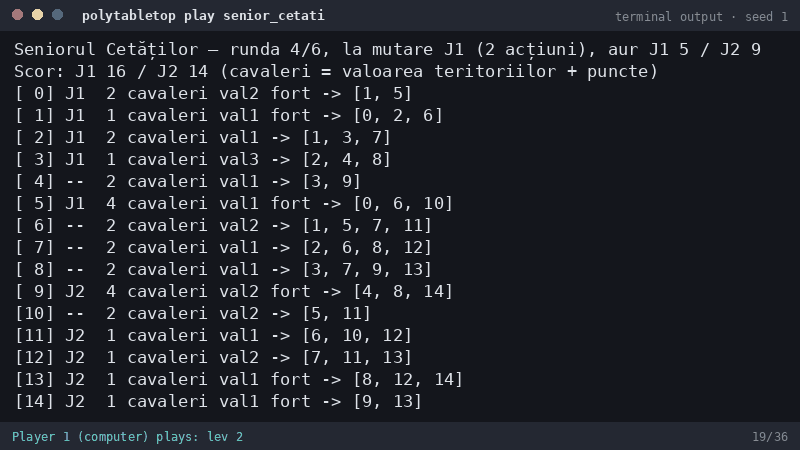 polytabletop play senior_cetati
terminal output · seed 1
Seniorul Cetăților — runda 4/6, la mutare J1 (2 acțiuni), aur J1 5 / J2 9
Scor: J1 16 / J2 14 (cavaleri = valoarea teritoriilor + puncte)
[ 0] J1  2 cavaleri val2 fort -> [1, 5]
[ 1] J1  1 cavaleri val1 fort -> [0, 2, 6]
[ 2] J1  2 cavaleri val1 -> [1, 3, 7]
[ 3] J1  1 cavaleri val3 -> [2, 4, 8]
[ 4] --  2 cavaleri val1 -> [3, 9]
[ 5] J1  4 cavaleri val1 fort -> [0, 6, 10]
[ 6] --  2 cavaleri val2 -> [1, 5, 7, 11]
[ 7] --  2 cavaleri val1 -> [2, 6, 8, 12]
[ 8] --  2 cavaleri val1 -> [3, 7, 9, 13]
[ 9] J2  4 cavaleri val2 fort -> [4, 8, 14]
[10] --  2 cavaleri val2 -> [5, 11]
[11] J2  1 cavaleri val1 -> [6, 10, 12]
[12] J2  1 cavaleri val2 -> [7, 11, 13]
[13] J2  1 cavaleri val1 fort -> [8, 12, 14]
[14] J2  1 cavaleri val1 fort -> [9, 13]
Player 1 (computer) plays: lev 2
19/36